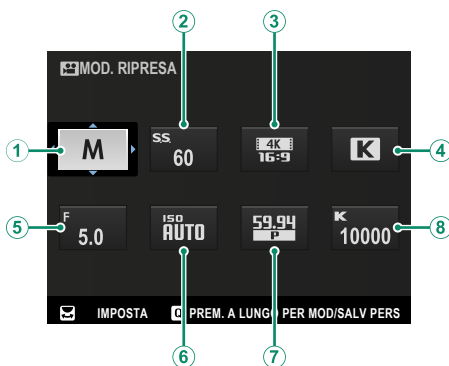 2 3
MOD. RIPRESA
1 M S.S. 60 4K 16:9 K 4
5 F 5.0 ISO AUTO 59.94 P K 10000 8
IMPOSTA Q PREM. A LUNGO PER MOD/SALV PERS
6 7